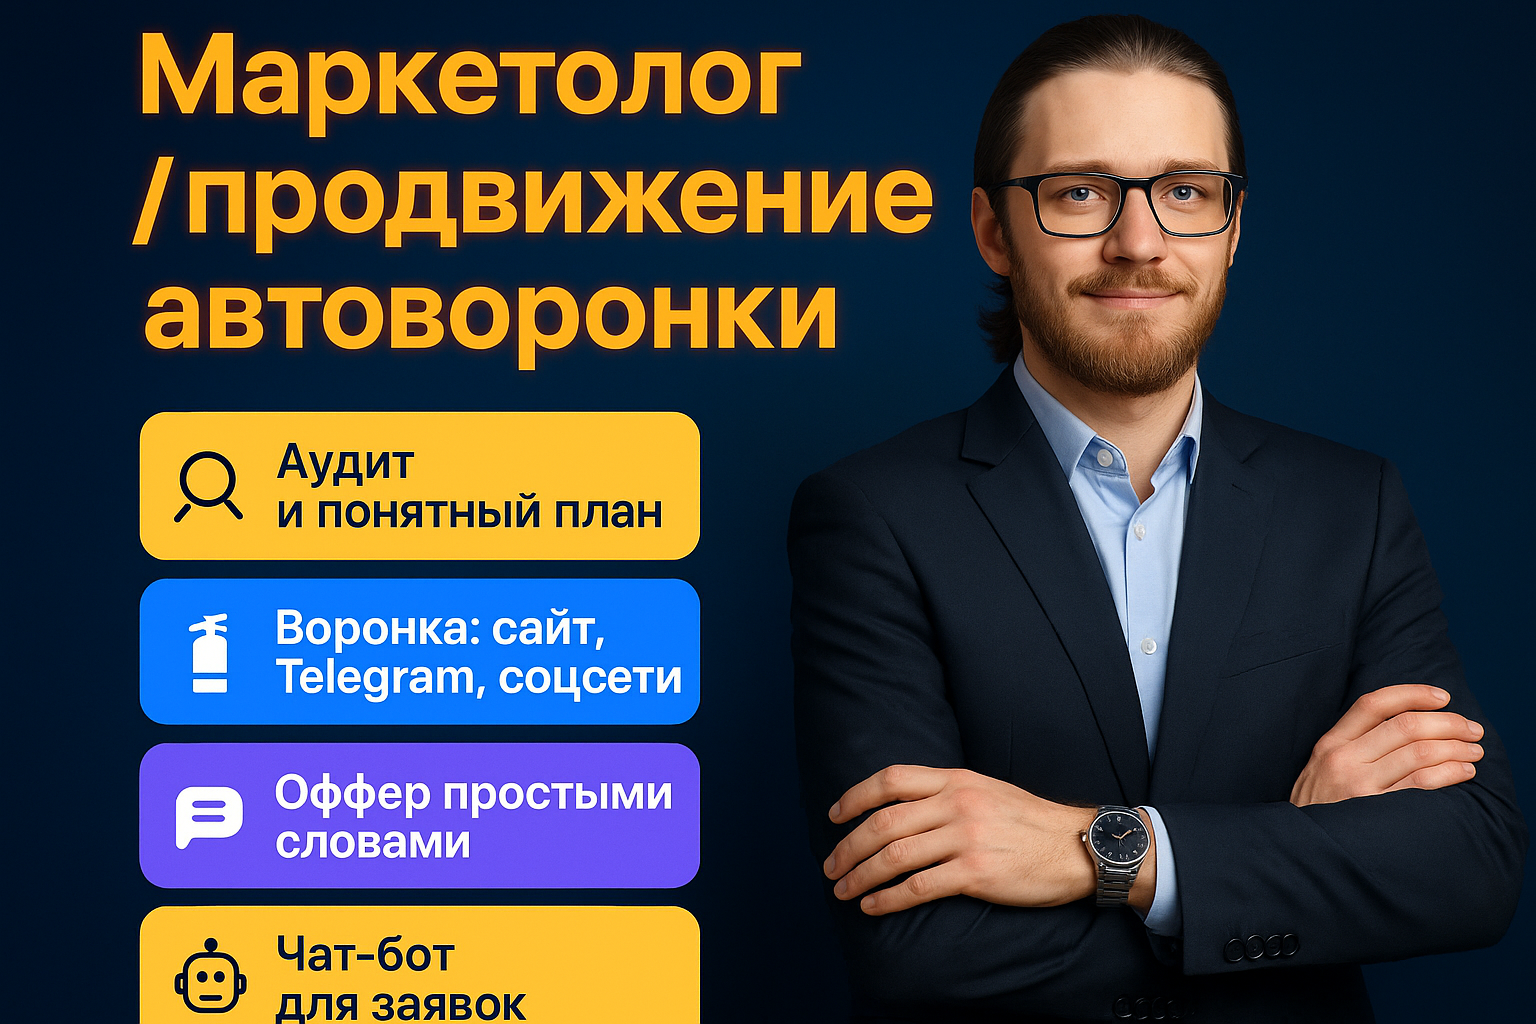 Маркетолог
/продвижение
автоворонки
Аудит
и понятный план
Воронка: сайт,
Telegram, соцсети
Оффер простыми
словами
Чат-бот
для заявок